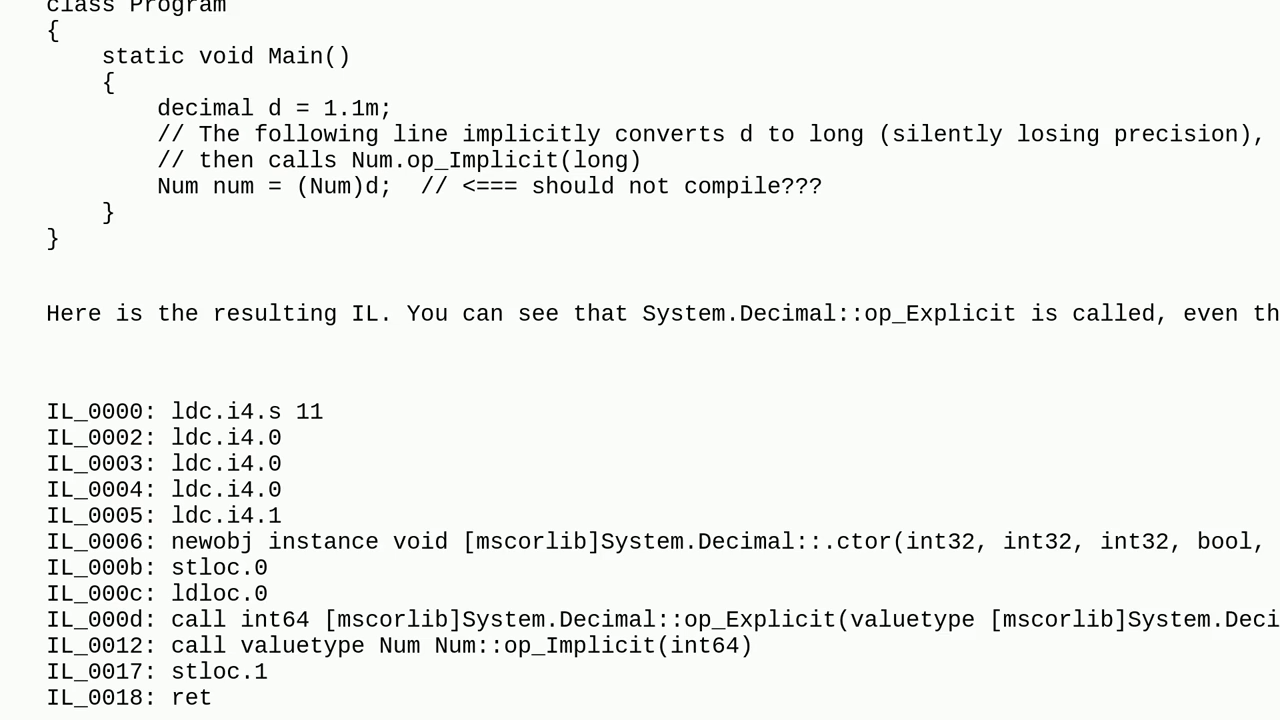 class Program
{
    static void Main()
    {
        decimal d = 1.1m;
        // The following line implicitly converts d to long (silently losing precision),
        // then calls Num.op_Implicit(long)
        Num num = (Num)d;  // <=== should not compile???
    }
}
Here is the resulting IL. You can see that System.Decimal::op_Explicit is called, even th
IL_0000: ldc.i4.s 11
IL_0002: ldc.i4.0
IL_0003: ldc.i4.0
IL_0004: ldc.i4.0
IL_0005: ldc.i4.1
IL_0006: newobj instance void [mscorlib]System.Decimal::.ctor(int32, int32, int32, bool,
IL_000b: stloc.0
IL_000c: ldloc.0
IL_000d: call int64 [mscorlib]System.Decimal::op_Explicit(valuetype [mscorlib]System.Deci
IL_0012: call valuetype Num Num::op_Implicit(int64)
IL_0017: stloc.1
IL_0018: ret